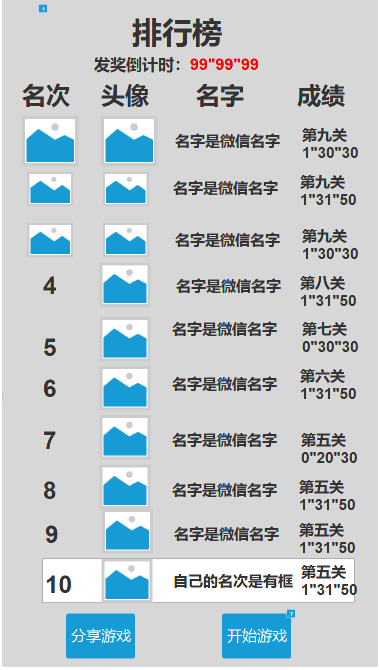 排行榜
发奖倒计时：99"99"99
名次 头像 名字 成绩
名字是微信名字 第九关
1"30"30
名字是微信名字 第九关
1"31"50
名字是微信名字 第九关
1"30"30
4 名字是微信名字 第八关
1"31"50
5 名字是微信名字 第七关
0"30"30
6 名字是微信名字 第六关
1"31"50
7 名字是微信名字 第五关
0"20"30
8 名字是微信名字 第五关
1"31"50
9 名字是微信名字 第五关
1"31"50
10 自己的名次是有框 第五关
1"31"50
分享游戏 开始游戏